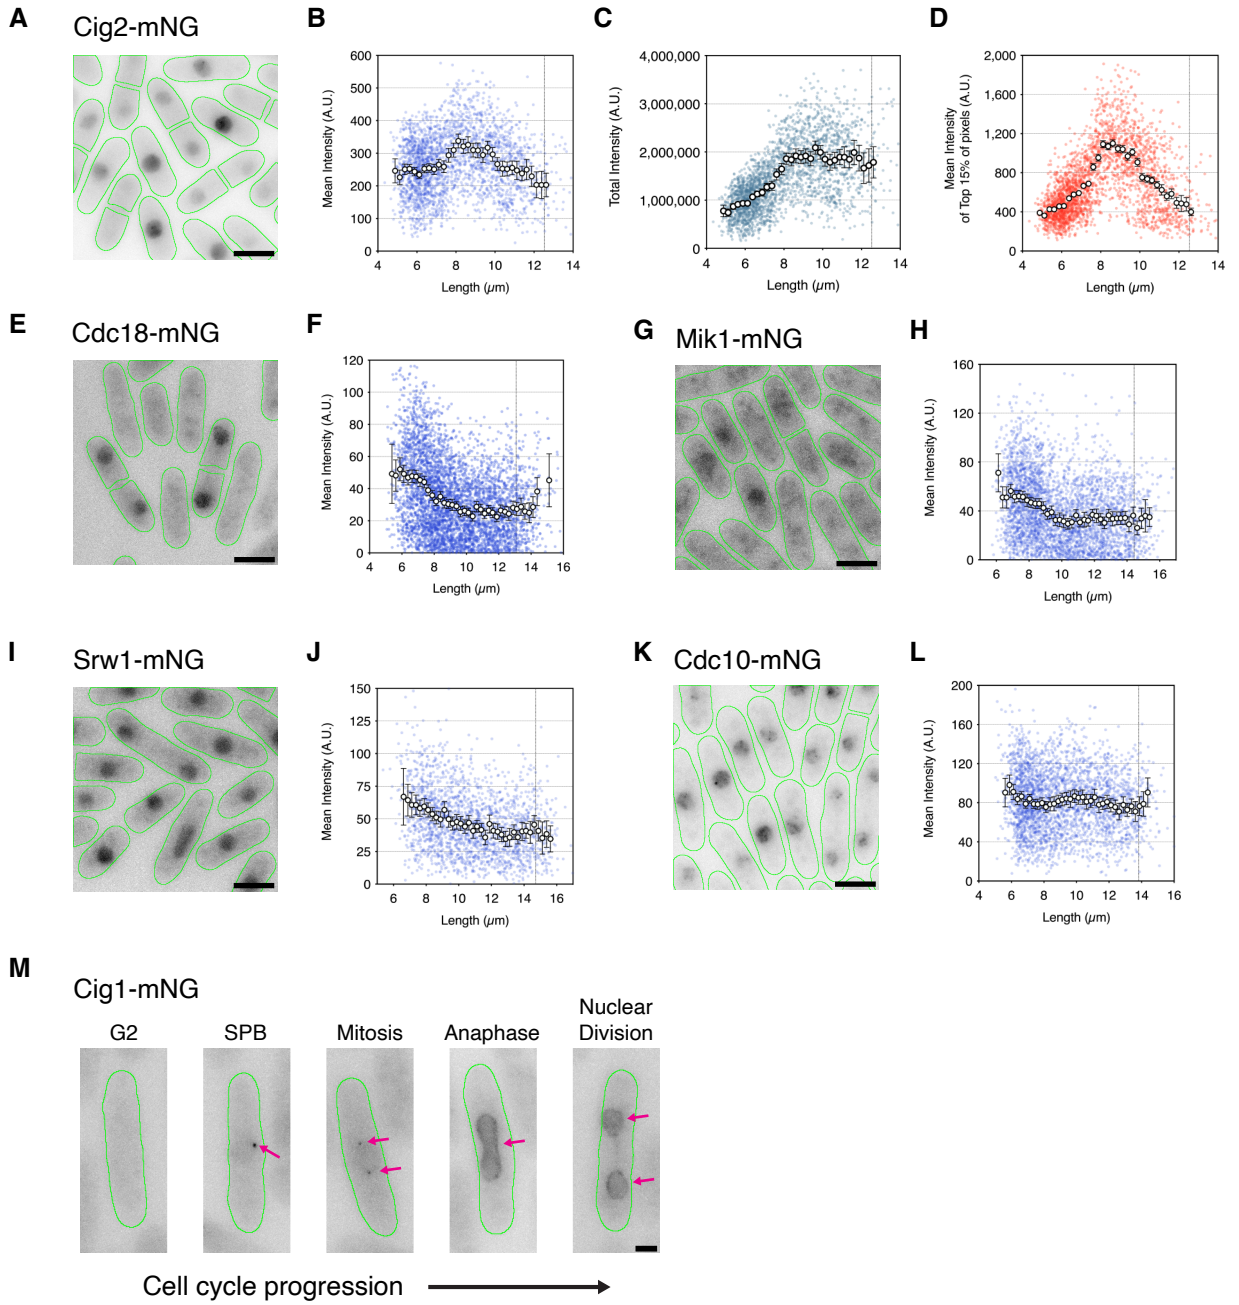 A
Cig2-mNG
B
600
500
400
300
200
100
0
Mean Intensity (A.U.)
4 6 8 10 12 14
Length (µm)
C
4,000,000
3,000,000
2,000,000
1,000,000
0
Total Intensity (A.U.)
4 6 8 10 12 14
Length (µm)
D
2,000
1,600
1,200
800
400
0
Mean Intensity
of Top 15% of pixels (A.U.)
4 6 8 10 12 14
Length (µm)
E
Cdc18-mNG
F
120
100
80
60
40
20
0
Mean Intensity (A.U.)
4 6 8 10 12 14 16
Length (µm)
G
Mik1-mNG
H
160
120
80
40
0
Mean Intensity (A.U.)
6 8 10 12 14 16
Length (µm)
I
Srw1-mNG
J
150
125
100
75
50
25
0
Mean Intensity (A.U.)
6 8 10 12 14 16
Length (µm)
K
Cdc10-mNG
L
200
160
120
80
40
0
Mean Intensity (A.U.)
4 6 8 10 12 14 16
Length (µm)
M
Cig1-mNG
G2
SPB
Mitosis
Anaphase
Nuclear
Division
Cell cycle progression